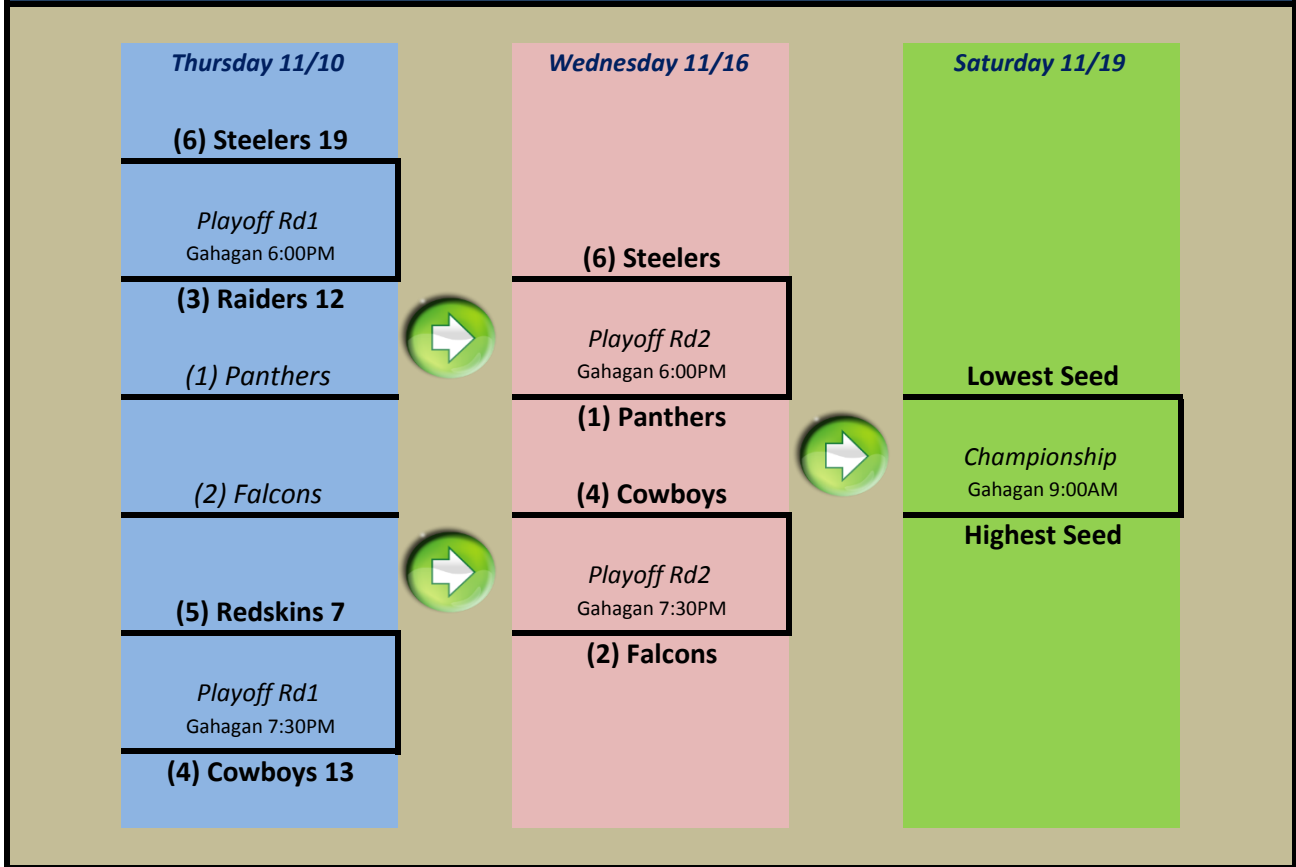 Thursday 11/10
(6) Steelers 19
Playoff Rd1
Gahagan 6:00PM
(3) Raiders 12
(1) Panthers
(2) Falcons
(5) Redskins 7
Playoff Rd1
Gahagan 7:30PM
(4) Cowboys 13
Wednesday 11/16
(6) Steelers
Playoff Rd2
Gahagan 6:00PM
(1) Panthers
(4) Cowboys
Playoff Rd2
Gahagan 7:30PM
(2) Falcons
Saturday 11/19
Lowest Seed
Championship
Gahagan 9:00AM
Highest Seed